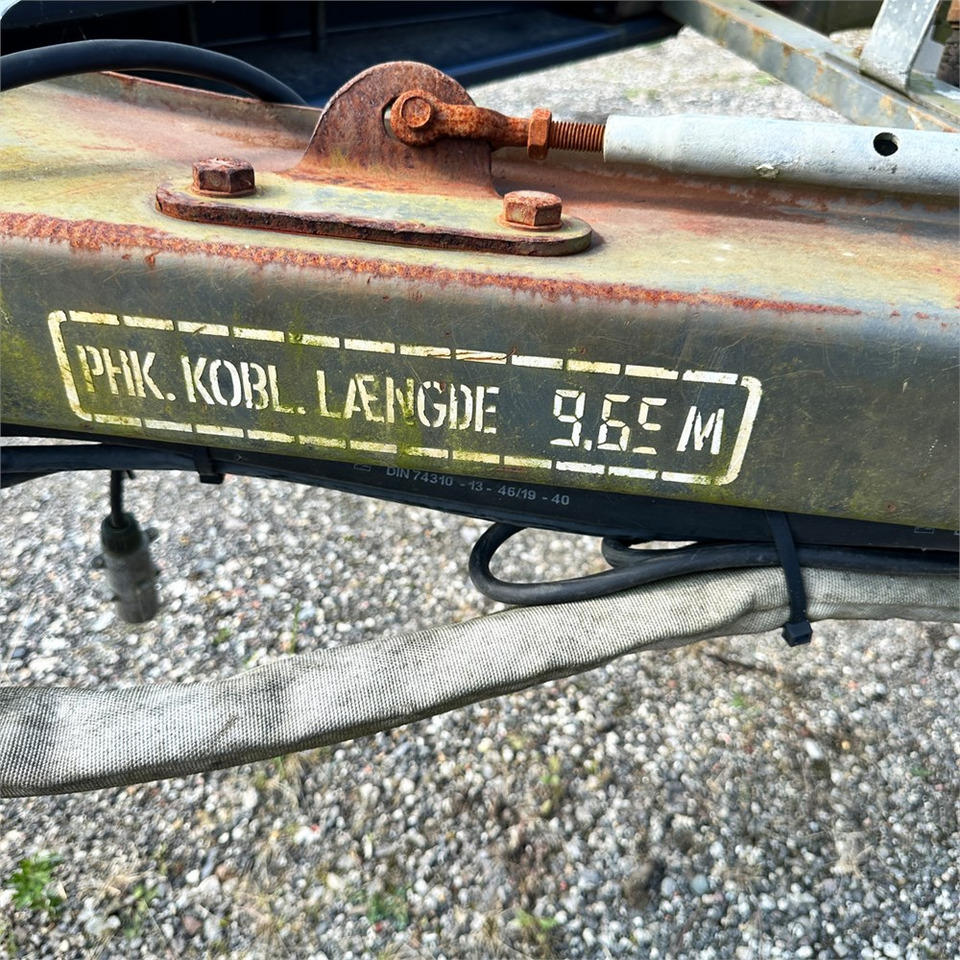 PHK. KOBL. LÆNGDE 9.65 M
DIN 74310 - 13 - 46/19 - 40